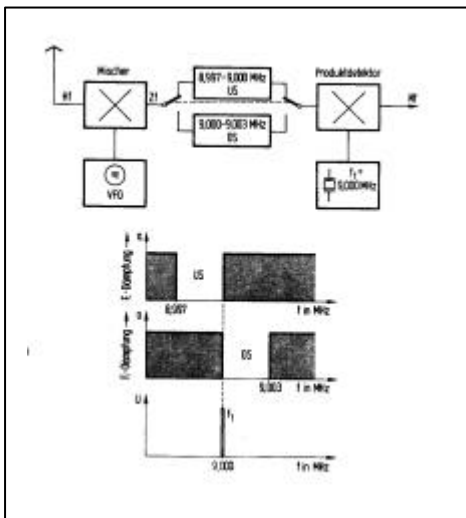 Mischer
Produktdetektor
Hf
Zf
8,997-9,000 MHz
US
9,000-9,003 MHz
OS
Nf
VFO
f₁ =
9,000 MHz
a
-Dämpfung
US
8,997
f in MHz
a
-Dämpfung
OS
9,003
f in MHz
U
f₁
9,000
f in MHz